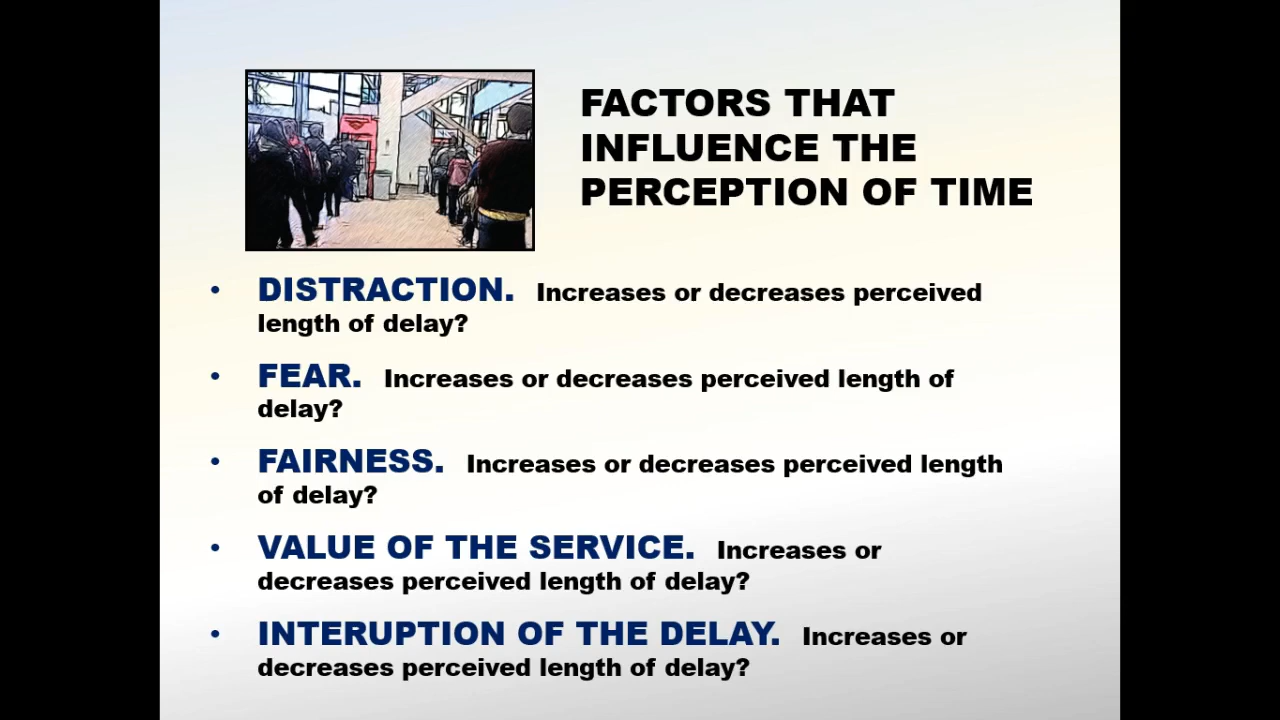 FACTORS THAT
INFLUENCE THE
PERCEPTION OF TIME
• DISTRACTION. Increases or decreases perceived
length of delay?
• FEAR. Increases or decreases perceived length of
delay?
• FAIRNESS. Increases or decreases perceived length
of delay?
• VALUE OF THE SERVICE. Increases or
decreases perceived length of delay?
• INTERUPTION OF THE DELAY. Increases or
decreases perceived length of delay?